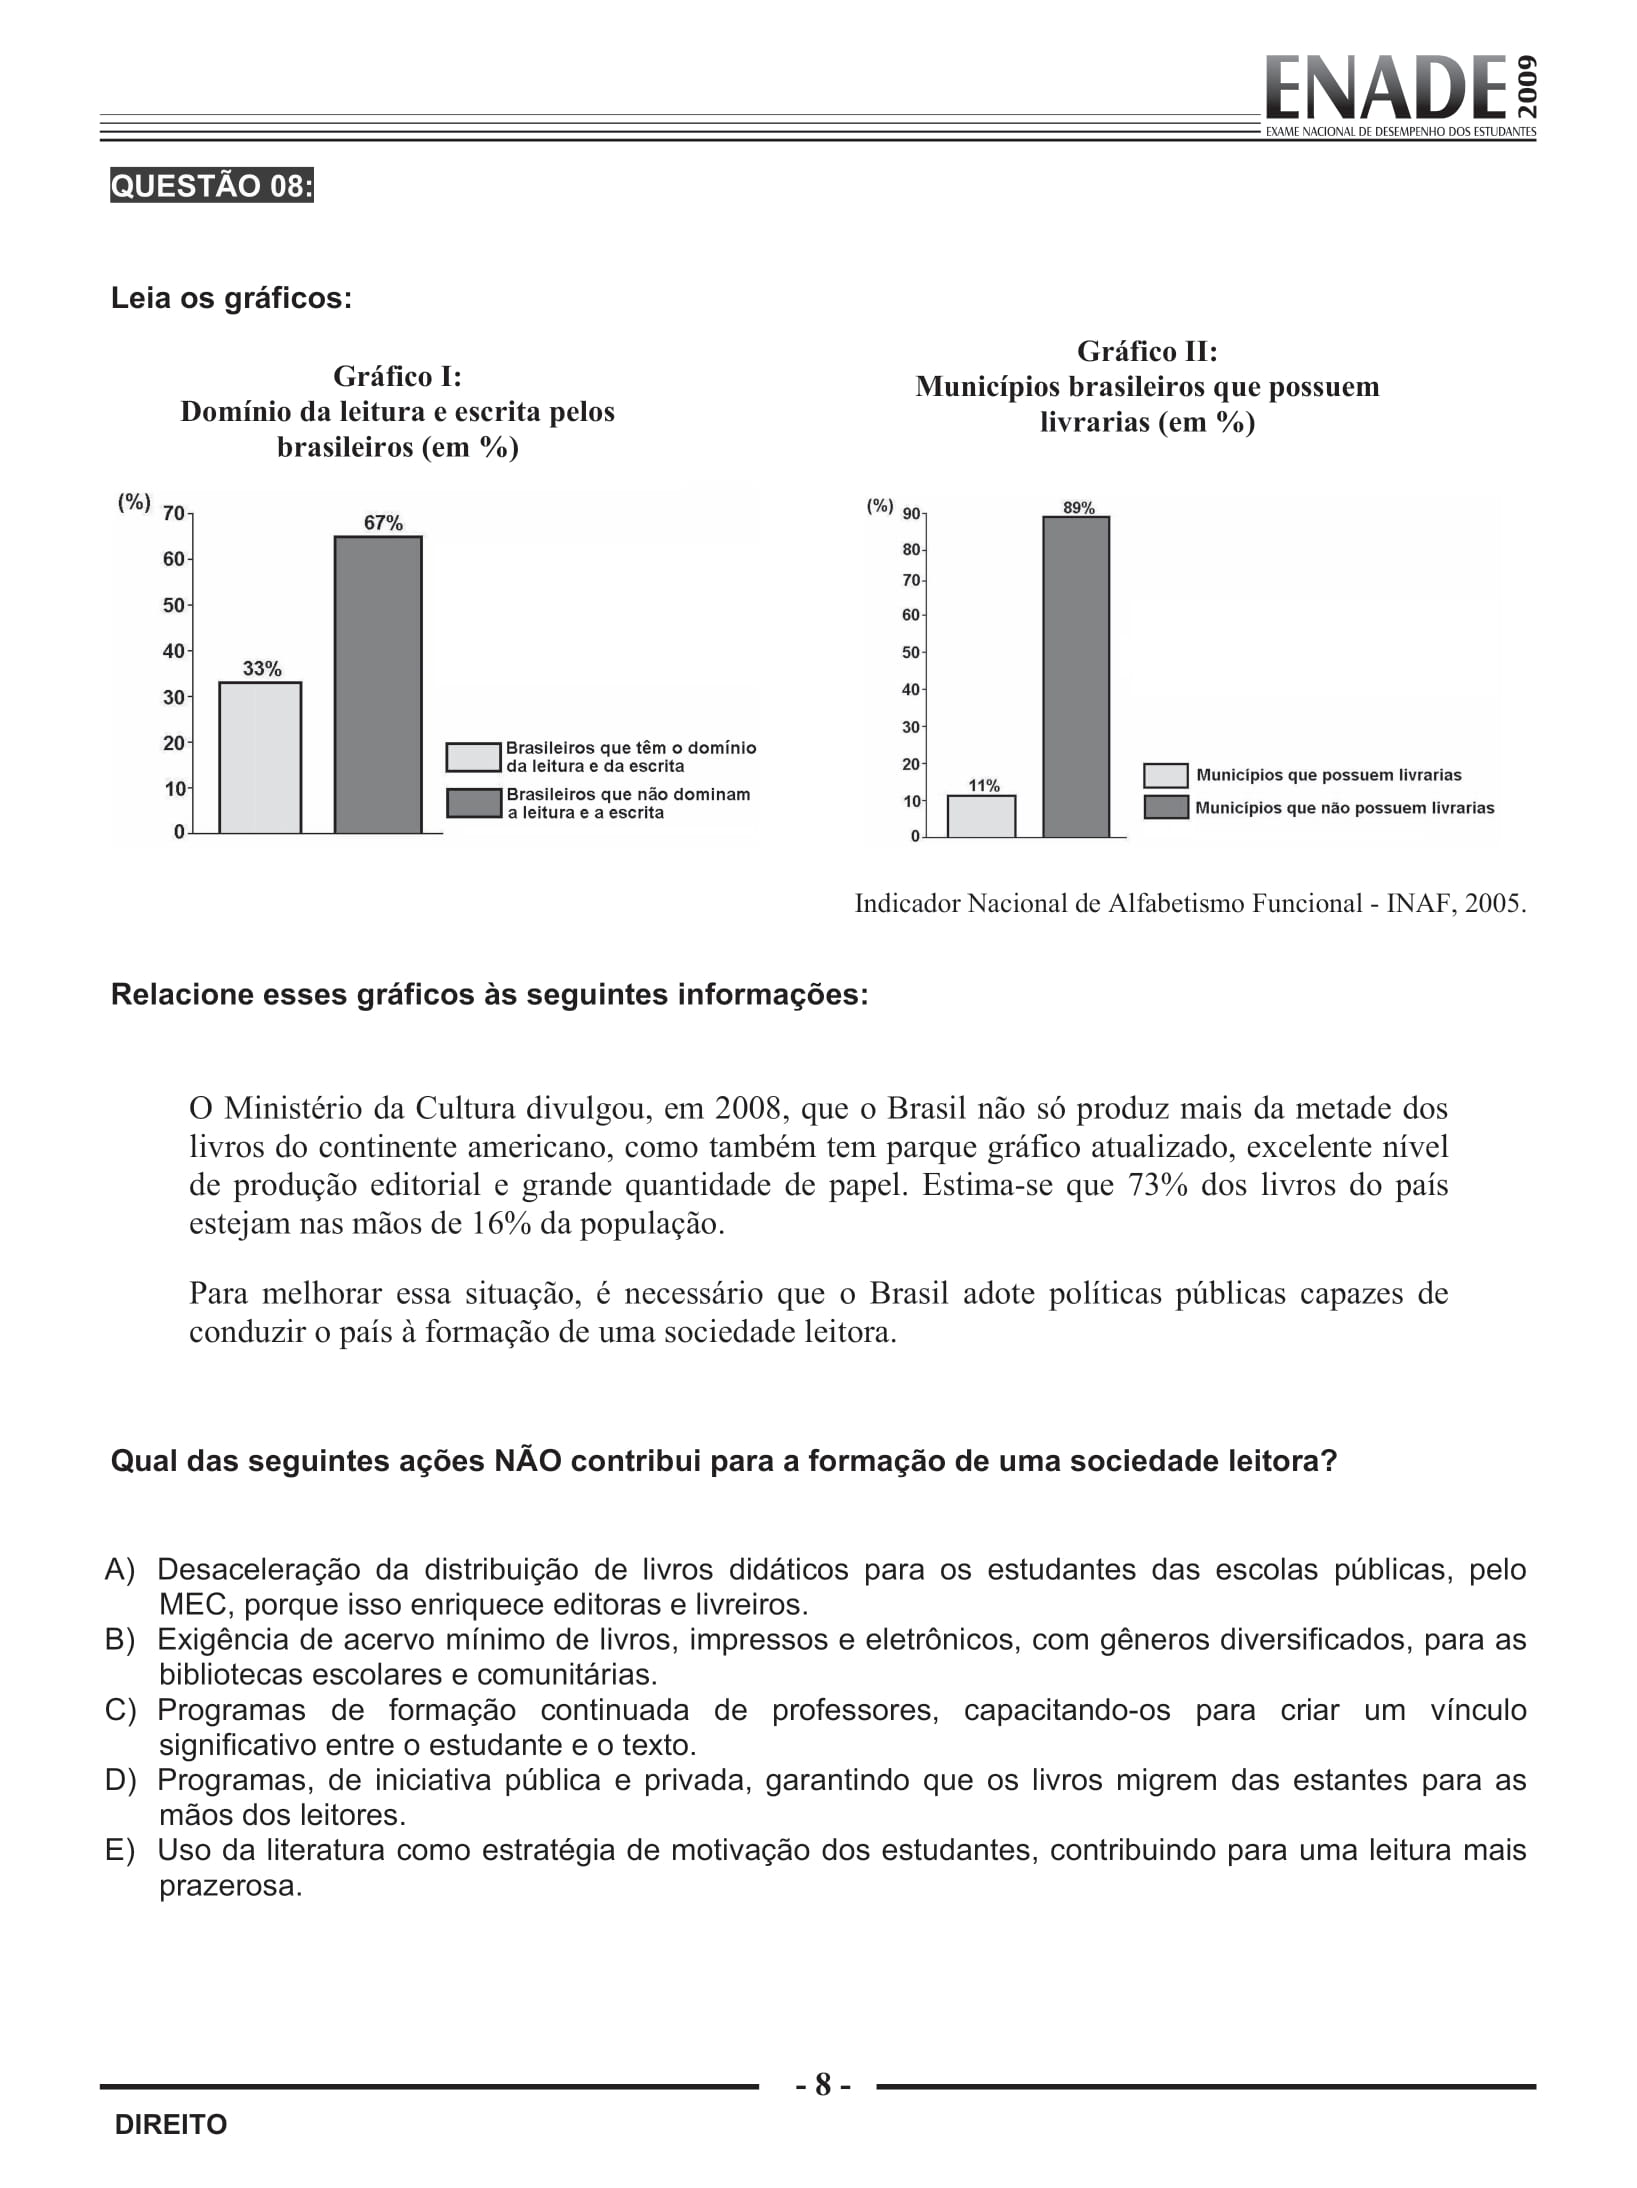 ENADE 2009
EXAME NACIONAL DE DESEMPENHO DOS ESTUDANTES
QUESTÃO 08:
Leia os gráficos:
Gráfico I:
Domínio da leitura e escrita pelos
brasileiros (em %)
(%)
70
60
50
40
30
20
10
0
33%
67%
Brasileiros que têm o domínio
da leitura e da escrita
Brasileiros que não dominam
a leitura e a escrita
Gráfico II:
Municípios brasileiros que possuem
livrarias (em %)
(%)
90
80
70
60
50
40
30
20
10
0
11%
89%
Municípios que possuem livrarias
Municípios que não possuem livrarias
Indicador Nacional de Alfabetismo Funcional - INAF, 2005.
Relacione esses gráficos às seguintes informações:
O Ministério da Cultura divulgou, em 2008, que o Brasil não só produz mais da metade dos
livros do continente americano, como também tem parque gráfico atualizado, excelente nível
de produção editorial e grande quantidade de papel. Estima-se que 73% dos livros do país
estejam nas mãos de 16% da população.
Para melhorar essa situação, é necessário que o Brasil adote políticas públicas capazes de
conduzir o país à formação de uma sociedade leitora.
Qual das seguintes ações NÃO contribui para a formação de uma sociedade leitora?
A) Desaceleração da distribuição de livros didáticos para os estudantes das escolas públicas, pelo
MEC, porque isso enriquece editoras e livreiros.
B) Exigência de acervo mínimo de livros, impressos e eletrônicos, com gêneros diversificados, para as
bibliotecas escolares e comunitárias.
C) Programas de formação continuada de professores, capacitando-os para criar um vínculo
significativo entre o estudante e o texto.
D) Programas, de iniciativa pública e privada, garantindo que os livros migrem das estantes para as
mãos dos leitores.
E) Uso da literatura como estratégia de motivação dos estudantes, contribuindo para uma leitura mais
prazerosa.
- 8 -
DIREITO